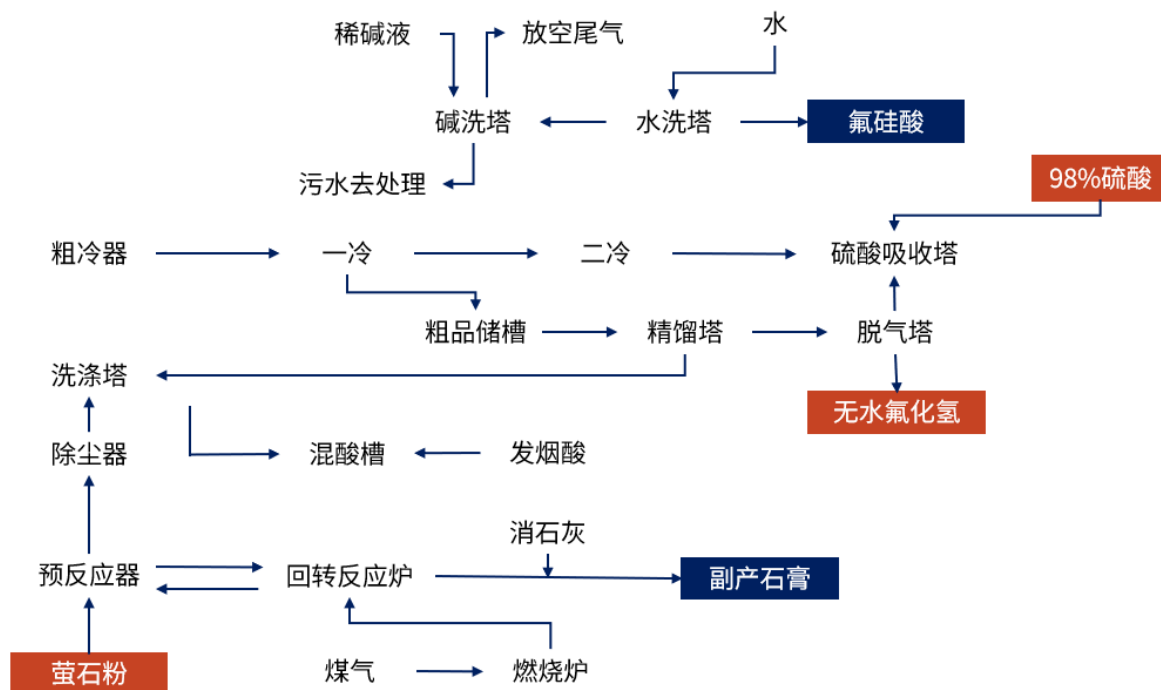 水
稀碱液
放空尾气
碱洗塔
水洗塔
氟硅酸
污水去处理
98%硫酸
粗冷器
一冷
二冷
硫酸吸收塔
粗品储槽
精馏塔
脱气塔
洗涤塔
无水氟化氢
除尘器
混酸槽
发烟酸
消石灰
预反应器
回转反应炉
副产石膏
萤石粉
煤气
燃烧炉